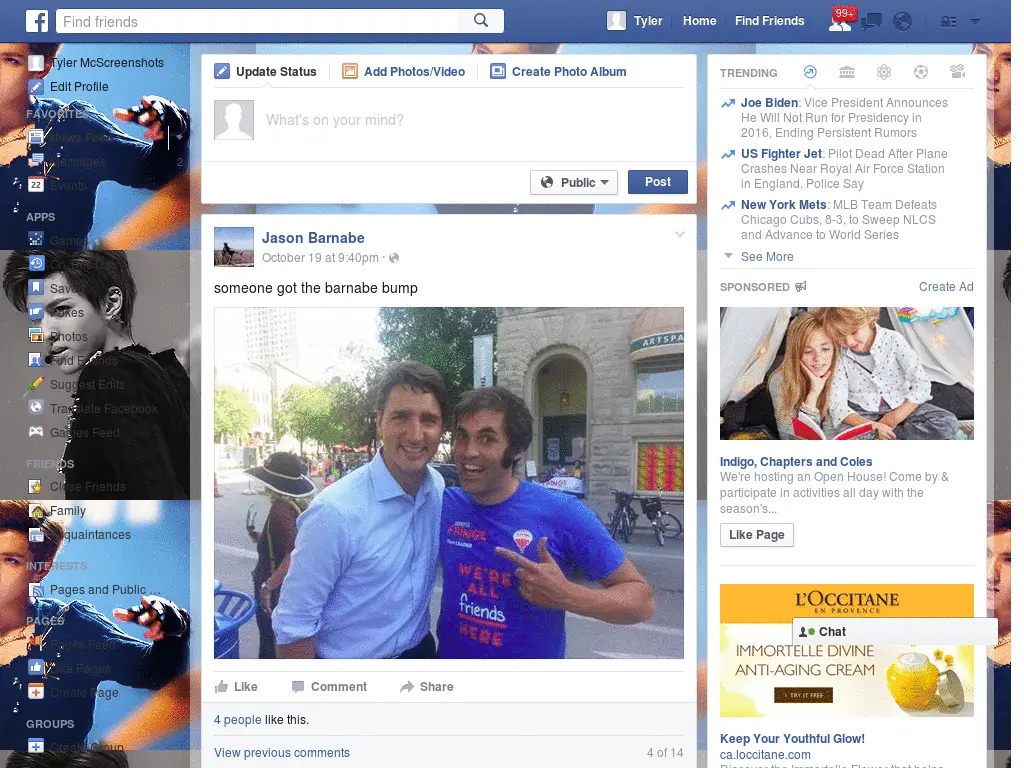 Find friends
Tyler
Home
Find Friends
99+
Tyler McScreenshots
Edit Profile
FAVORITES
News Feed
Messages
2
22
Events
APPS
Games
Saved
Pokes
Photos
Find Friends
Suggest Edits
Translate Facebook
Games Feed
FRIENDS
Close Friends
Family
Acquaintances
INTERESTS
Pages and Public ...
PAGES
Pages Feed
Like Pages
Create Page
GROUPS
Create Group
Update Status
Add Photos/Video
Create Photo Album
What's on your mind?
Public
Post
Jason Barnabe
October 19 at 9:40pm ·
someone got the barnabe bump
ARTSPA
FRINGE
WE'RE
ALL
friends
HERE
Like
Comment
Share
4 people like this.
View previous comments
4 of 14
TRENDING
Joe Biden: Vice President Announces
He Will Not Run for Presidency in
2016, Ending Persistent Rumors
US Fighter Jet: Pilot Dead After Plane
Crashes Near Royal Air Force Station
in England, Police Say
New York Mets: MLB Team Defeats
Chicago Cubs, 8-3, to Sweep NLCS
and Advance to World Series
See More
SPONSORED
Create Ad
Indigo, Chapters and Coles
We're hosting an Open House! Come by &
participate in activities all day with the
season's...
Like Page
L'OCCITANE
EN PROVENCE
Chat
IMMORTELLE DIVINE
ANTI-AGING CREAM
TRY IT FREE
Keep Your Youthful Glow!
ca.loccitane.com